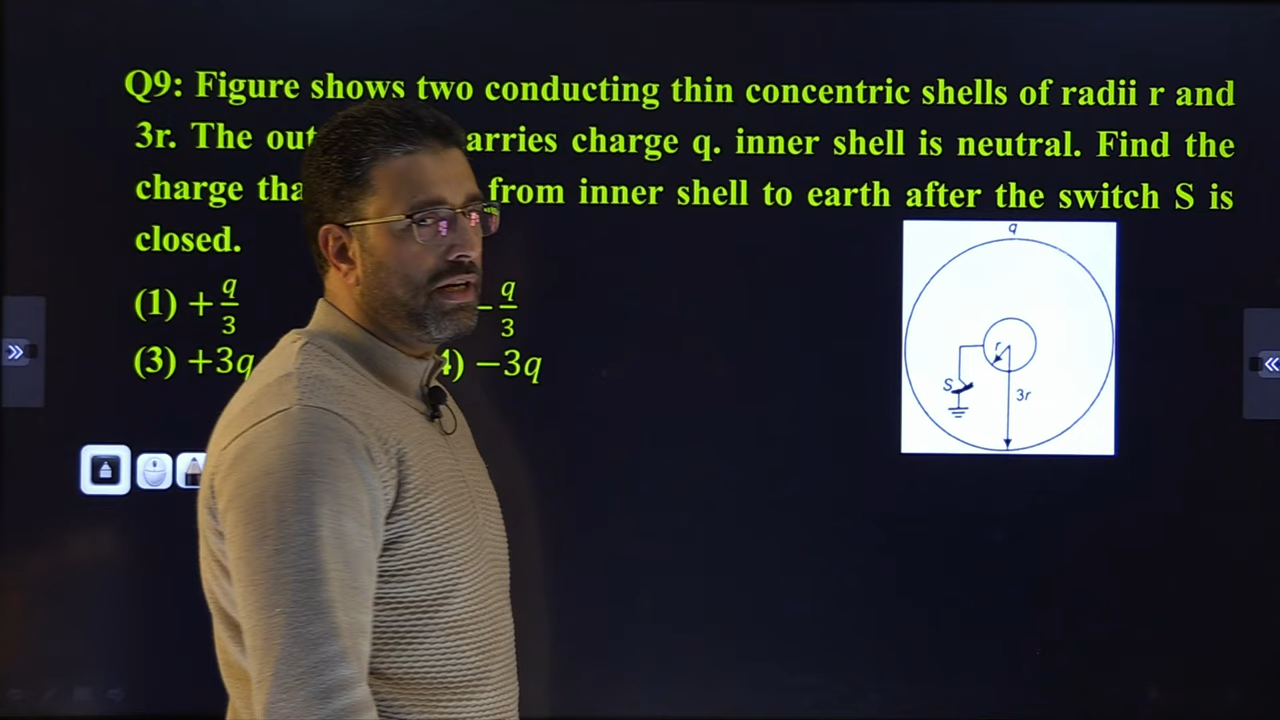 Q9: Figure shows two conducting thin concentric shells of radii r and
3r. The out arries charge q. inner shell is neutral. Find the
charge tha from inner shell to earth after the switch S is
closed.
(1) +q/3 −q/3
(3) +3q 4) −3q
q
r
S
3r